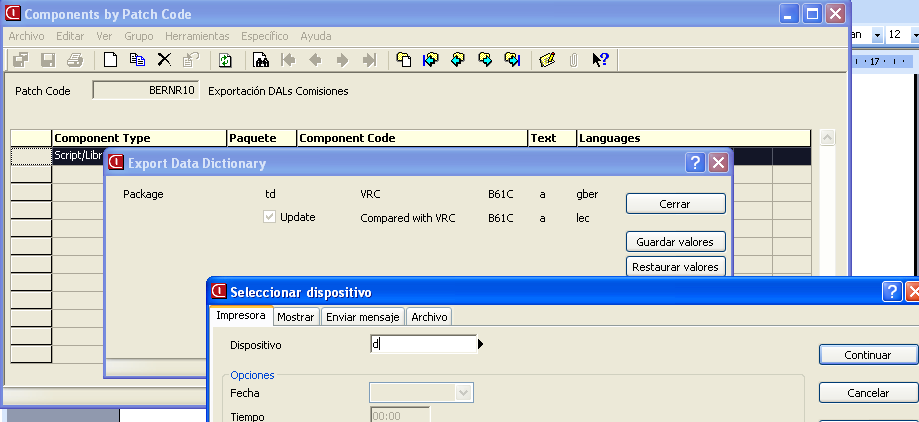 Components by Patch Code
Archivo Editar Ver Grupo Herramientas Específico Ayuda
an 12
17
Patch Code BERNR10 Exportación DALs Comisiones
Component Type Paquete Component Code Text Languages
Script/Libr
Export Data Dictionary
Package td VRC B61C a gber
Cerrar
Update Compared with VRC B61C a lec
Guardar valores
Restaurar valores
Seleccionar dispositivo
Impresora Mostrar Enviar mensaje Archivo
Dispositivo d
Continuar
Opciones
Fecha
Cancelar
Tiempo 00:00